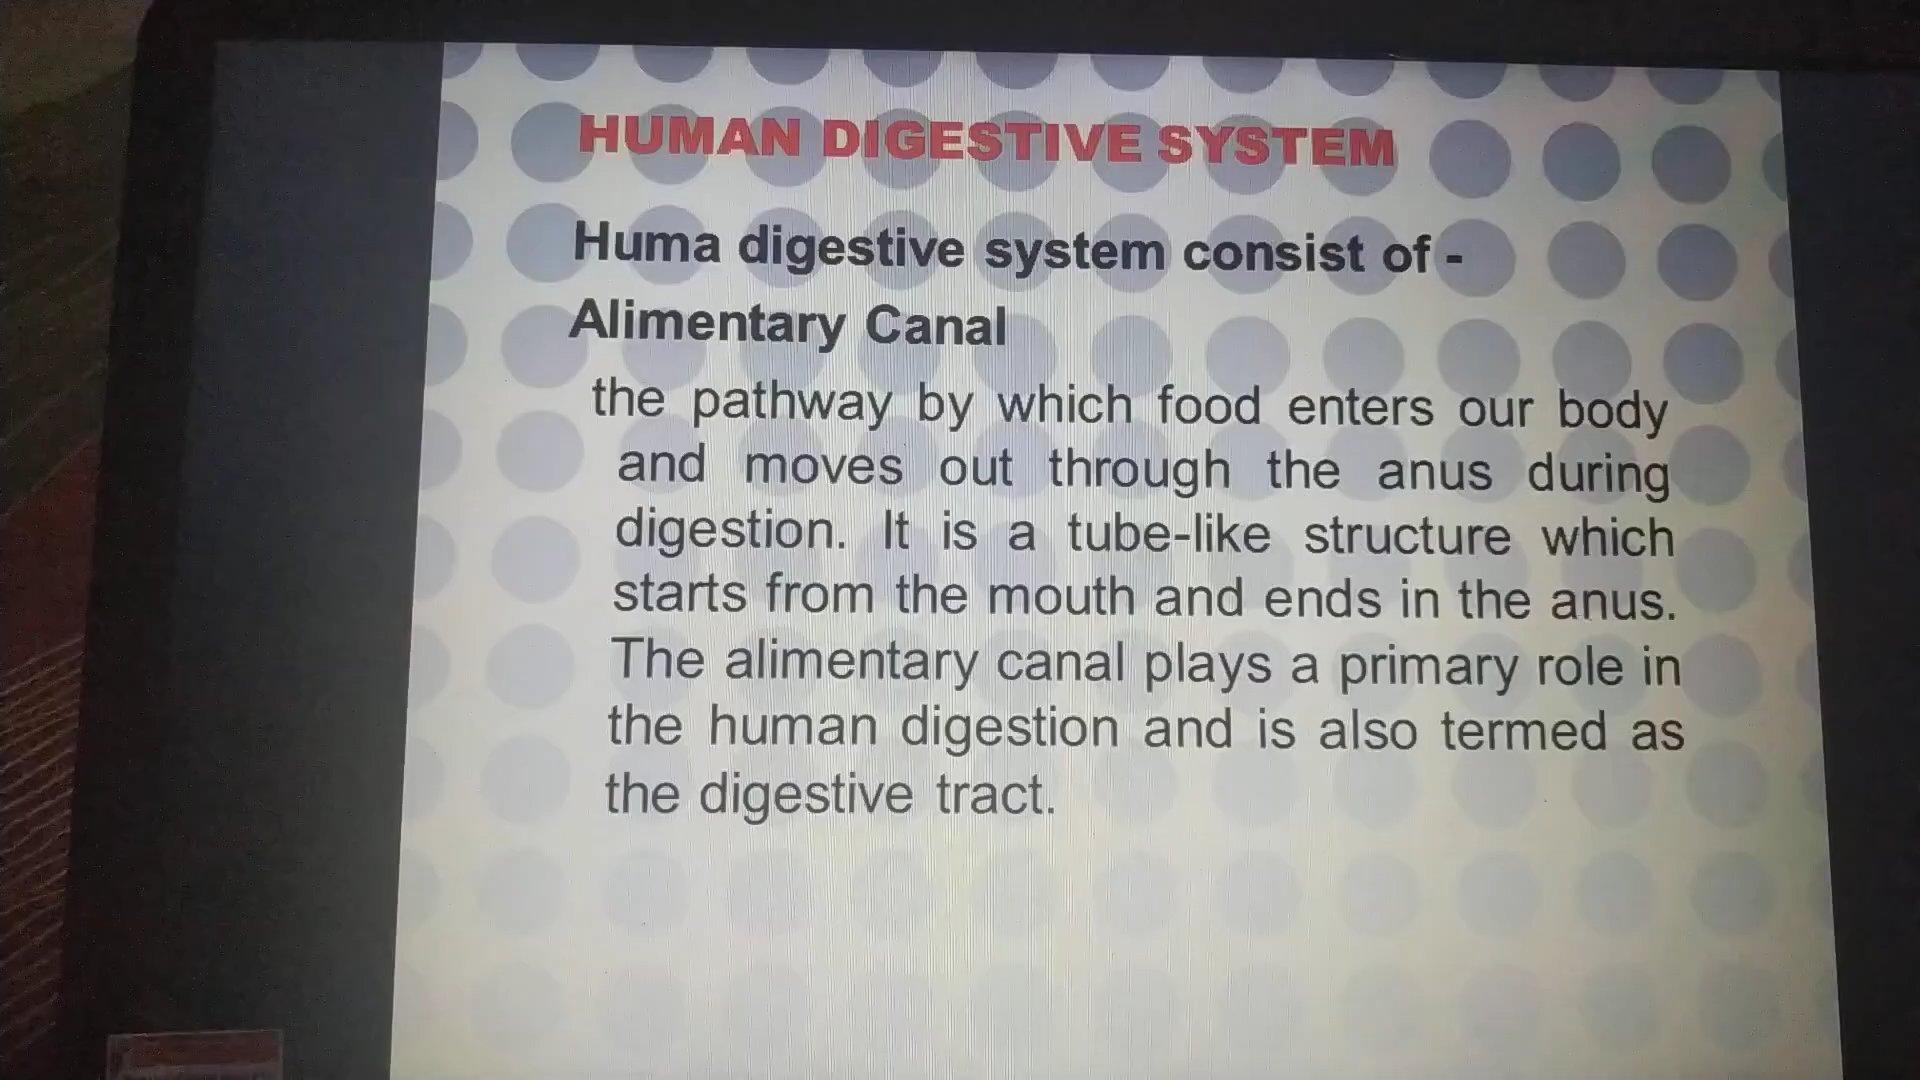 HUMAN DIGESTIVE SYSTEM
Huma digestive system consist of -
Alimentary Canal
the pathway by which food enters our body
and moves out through the anus during
digestion. It is a tube-like structure which
starts from the mouth and ends in the anus.
The alimentary canal plays a primary role in
the human digestion and is also termed as
the digestive tract.